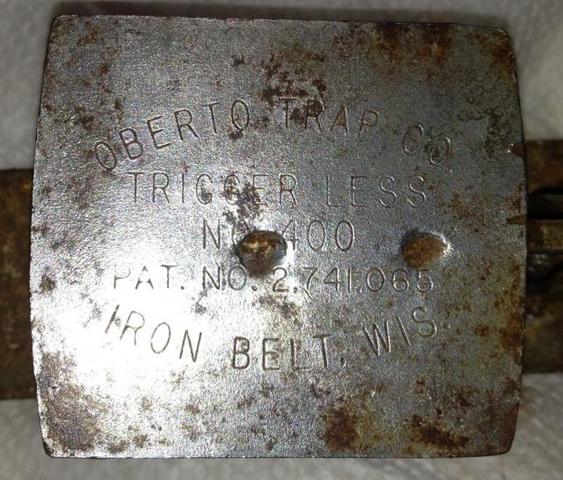 OBERTO TRAP CO.
TRIGGER LESS
NO. 400
PAT. NO. 2,741,065
IRON BELT, WIS.